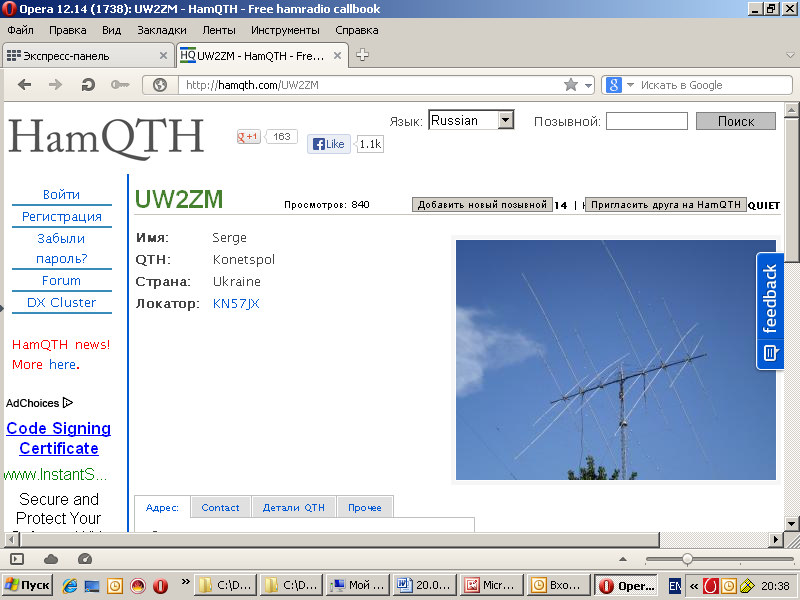 Opera 12.14 (1738): UW2ZM - HamQTH - Free hamradio callbook
Файл Правка Вид Закладки Ленты Инструменты Справка
Экспресс-панель
UW2ZM - HamQTH - Fre...
http://hamqth.com/UW2ZM
Искать в Google
HamQTH
+1 163
Like 1.1k
Язык: Russian
Позывной:
Поиск
Войти
Регистрация
Забыли
пароль?
Forum
DX Cluster
HamQTH news!
More here.
AdChoices
Code Signing
Certificate
www.InstantS...
Secure and
Protect Your
UW2ZM
Просмотров: 840
Добавить новый позывной
14 |
Пригласить друга на HamQTH
QUIET
Имя: Serge
QTH: Konetspol
Страна: Ukraine
Локатор: KN57JX
feedback
Адрес: Contact Детали QTH Прочее
Пуск
C:\D...
C:\D...
Мой ...
20.0...
Micr...
Вхо...
Oper...
EN
20:38